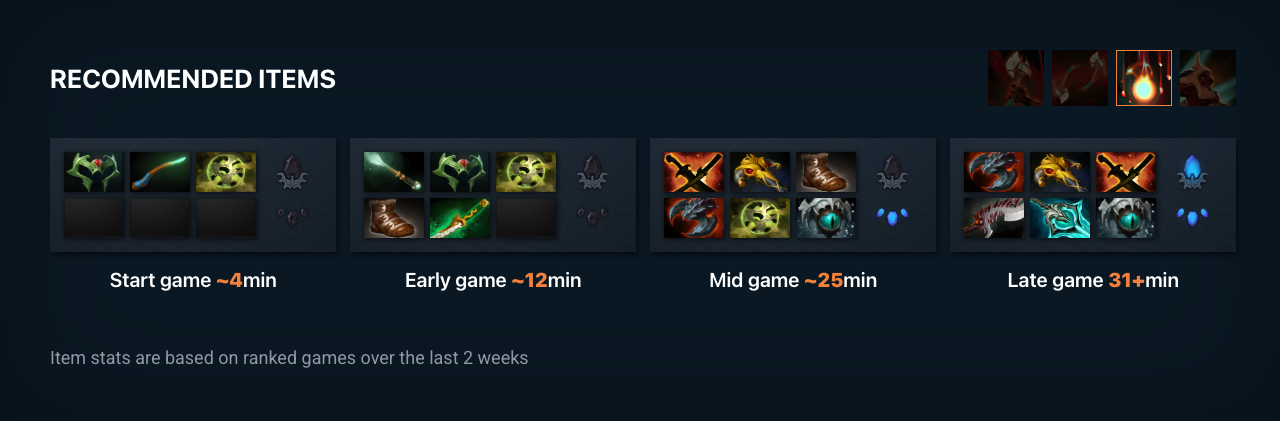 RECOMMENDED ITEMS
Start game ~4min
Early game ~12min
Mid game ~25min
Late game 31+min
Item stats are based on ranked games over the last 2 weeks